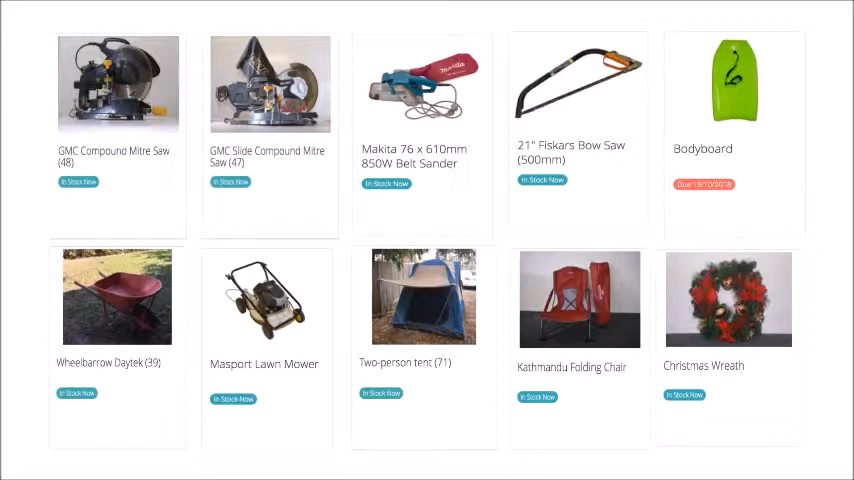 GMC Compound Mitre Saw
(48)
In Stock Now
GMC Slide Compound Mitre
Saw (47)
In Stock Now
makita
Makita 76 x 610mm
850W Belt Sander
In Stock Now
21" Fiskars Bow Saw
(500mm)
In Stock Now
Bodyboard
Due 13/10/2018
Wheelbarrow Daytek (39)
In Stock Now
Masport Lawn Mower
In Stock Now
Two-person tent (71)
In Stock Now
Kathmandu Folding Chair
In Stock Now
Christmas Wreath
In Stock Now